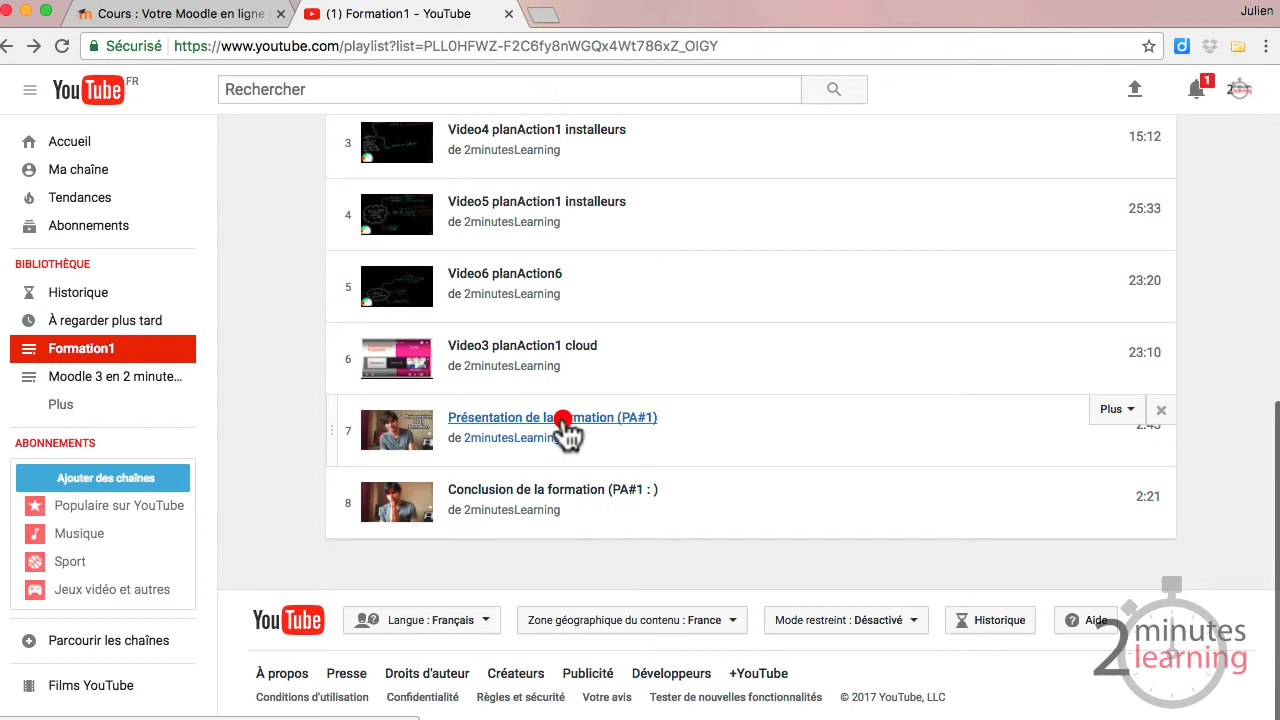 Cours : Votre Moodle en ligne
(1) Formation1 - YouTube
Julien
Sécurisé
https://www.youtube.com/playlist?list=PLL0HFWZ-F2C6fy8nWGQx4Wt786xZ_OIGY
YouTube FR
Rechercher
1
Accueil
Ma chaîne
Tendances
Abonnements
BIBLIOTHÈQUE
Historique
À regarder plus tard
Formation1
Moodle 3 en 2 minute...
Plus
ABONNEMENTS
Ajouter des chaînes
Populaire sur YouTube
Musique
Sport
Jeux vidéo et autres
Parcourir les chaînes
Films YouTube
3 Video4 planAction1 installeurs 15:12
de 2minutesLearning
4 Video5 planAction1 installeurs 25:33
de 2minutesLearning
5 Video6 planAction6 23:20
de 2minutesLearning
6 Video3 planAction1 cloud 23:10
de 2minutesLearning
7 Présentation de la formation (PA#1) Plus
de 2minutesLearning
8 Conclusion de la formation (PA#1 : ) 2:21
de 2minutesLearning
YouTube Langue : Français Zone géographique du contenu : France Mode restreint : Désactivé Historique Aide
À propos Presse Droits d'auteur Créateurs Publicité Développeurs +YouTube
Conditions d'utilisation Confidentialité Règles et sécurité Votre avis Tester de nouvelles fonctionnalités © 2017 YouTube, LLC
2 minutes
learning